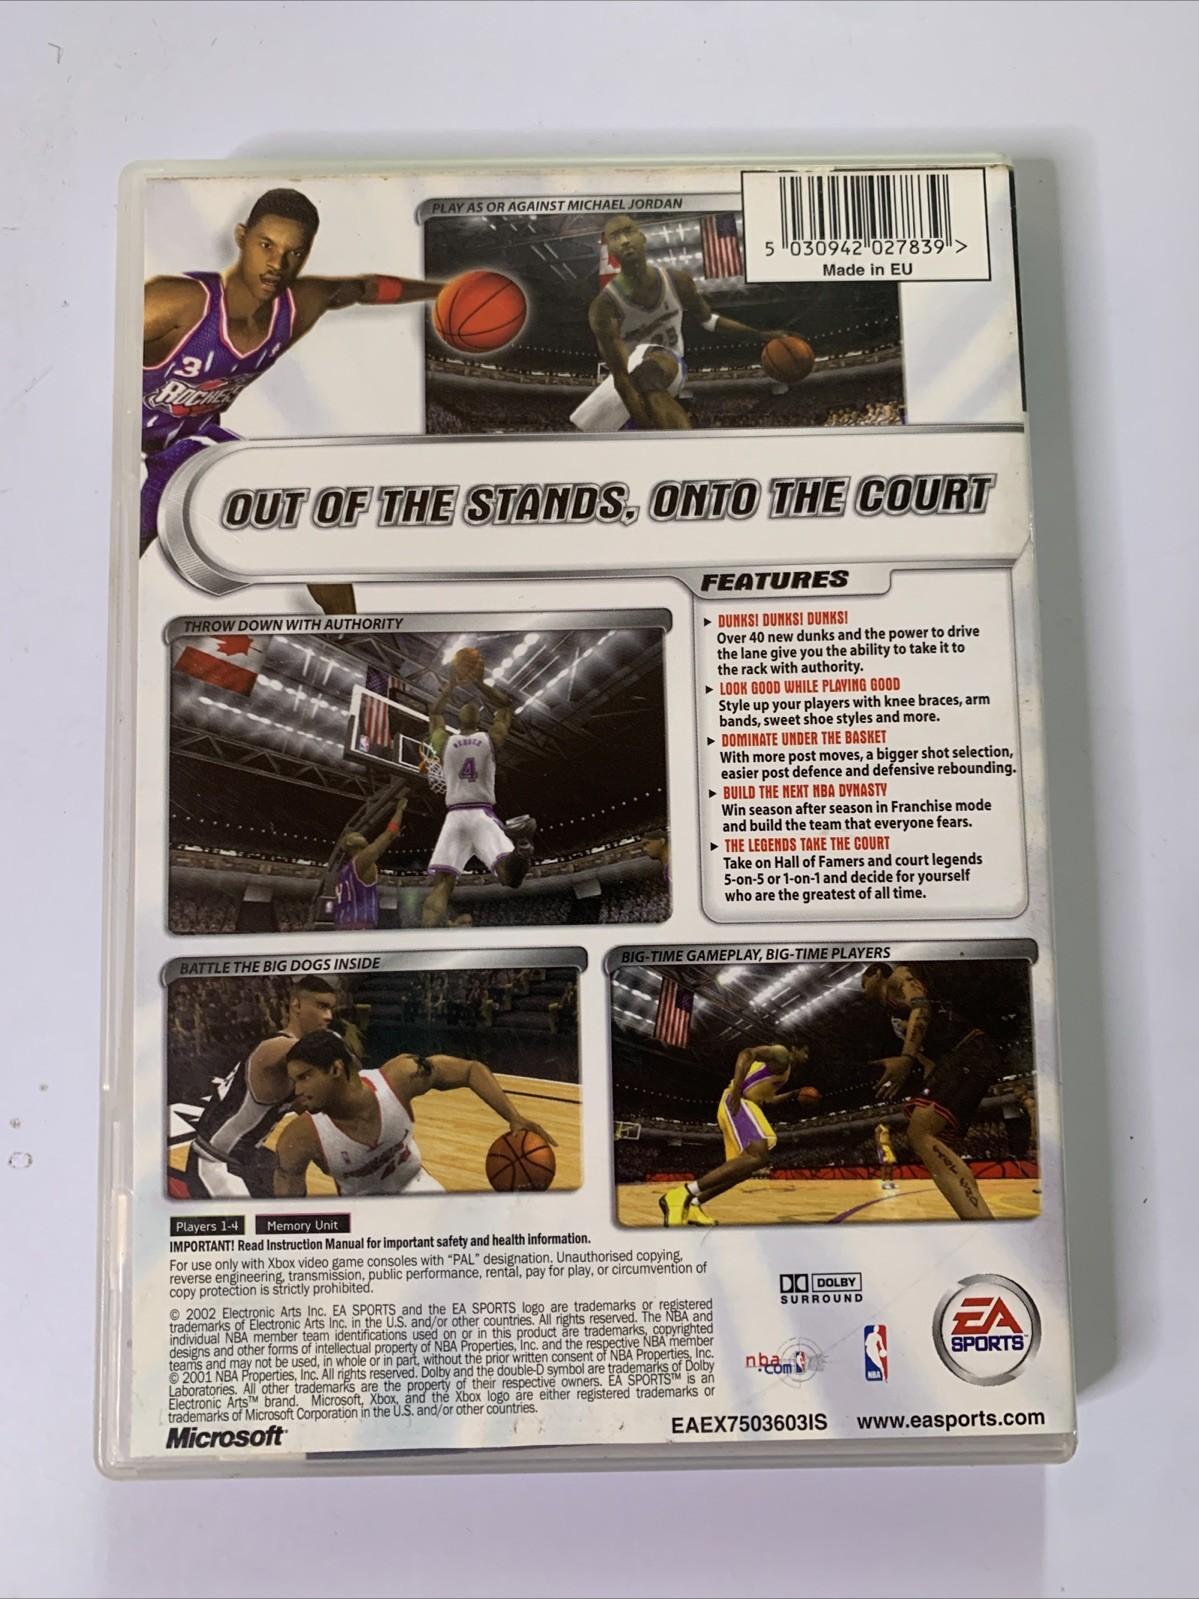 PLAY AS OR AGAINST MICHAEL JORDAN
5 030942 027839 >
Made in EU
3
ROCKETS
OUT OF THE STANDS, ONTO THE COURT
FEATURES
THROW DOWN WITH AUTHORITY
WEBBER
4
DUNKS! DUNKS! DUNKS!
Over 40 new dunks and the power to drive
the lane give you the ability to take it to
the rack with authority.
LOOK GOOD WHILE PLAYING GOOD
Style up your players with knee braces, arm
bands, sweet shoe styles and more.
DOMINATE UNDER THE BASKET
With more post moves, a bigger shot selection,
easier post defence and defensive rebounding.
BUILD THE NEXT NBA DYNASTY
Win season after season in Franchise mode
and build the team that everyone fears.
THE LEGENDS TAKE THE COURT
Take on Hall of Famers and court legends
5-on-5 or 1-on-1 and decide for yourself
who are the greatest of all time.
BATTLE THE BIG DOGS INSIDE
BIG-TIME GAMEPLAY, BIG-TIME PLAYERS
Players 1-4
Memory Unit
IMPORTANT! Read Instruction Manual for important safety and health information.
For use only with Xbox video game consoles with “PAL” designation. Unauthorised copying,
reverse engineering, transmission, public performance, rental, pay for play, or circumvention of
copy protection is strictly prohibited.
© 2002 Electronic Arts Inc. EA SPORTS and the EA SPORTS logo are trademarks or registered
trademarks of Electronic Arts Inc. in the U.S. and/or other countries. All rights reserved. The NBA and
individual NBA member team identifications used on or in this product are trademarks, copyrighted
designs and other forms of intellectual property of NBA Properties, Inc. and the respective NBA member
teams and may not be used, in whole or in part, without the prior written consent of NBA Properties, Inc.
© 2001 NBA Properties, Inc. All rights reserved. Dolby and the double-D symbol are trademarks of Dolby
Laboratories. All other trademarks are the property of their respective owners. EA SPORTS™ is an
Electronic Arts™ brand. Microsoft, Xbox, and the Xbox logo are either registered trademarks or
trademarks of Microsoft Corporation in the U.S. and/or other countries.
Microsoft
DOLBY
SURROUND
nba
.com
NBA
EA
SPORTS™
EAEX7503603IS
www.easports.com